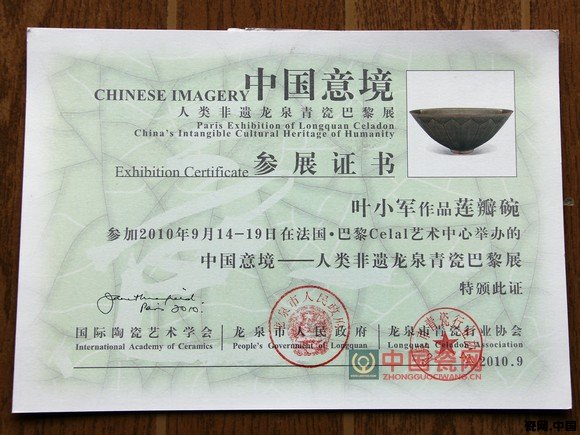 CHINESE IMAGERY 中国意境
人类非遗龙泉青瓷巴黎展
Paris Exhibition of Longquan Celadon
China's Intangible Cultural Heritage of Humanity
Exhibition Certificate 参展证书
叶小军作品莲瓣碗
参加2010年9月14-19日在法国·巴黎Celal艺术中心举办的
中国意境——人类非遗龙泉青瓷巴黎展
特颁此证
Paris 2010.
国际陶瓷艺术学会 龙泉市人民政府 龙泉市青瓷行业协会
International Academy of Ceramics People's Government of Longquan Longquan Celadon Association
2010.9
中国瓷网
ZHONGGUOCIWANG.CN
瓷网.中国